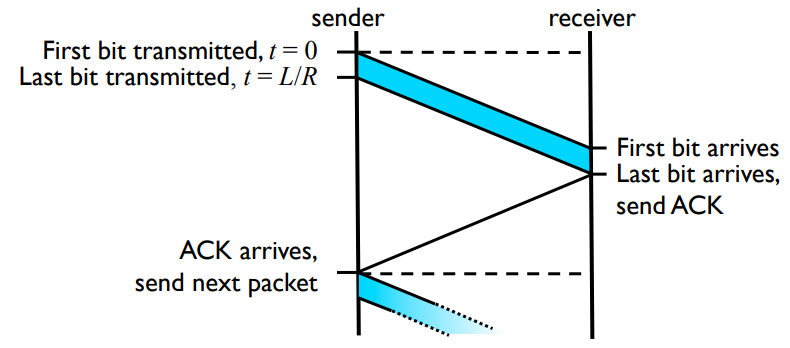 sender
receiver
First bit transmitted, t = 0
Last bit transmitted, t = L/R
First bit arrives
Last bit arrives,
send ACK
ACK arrives,
send next packet